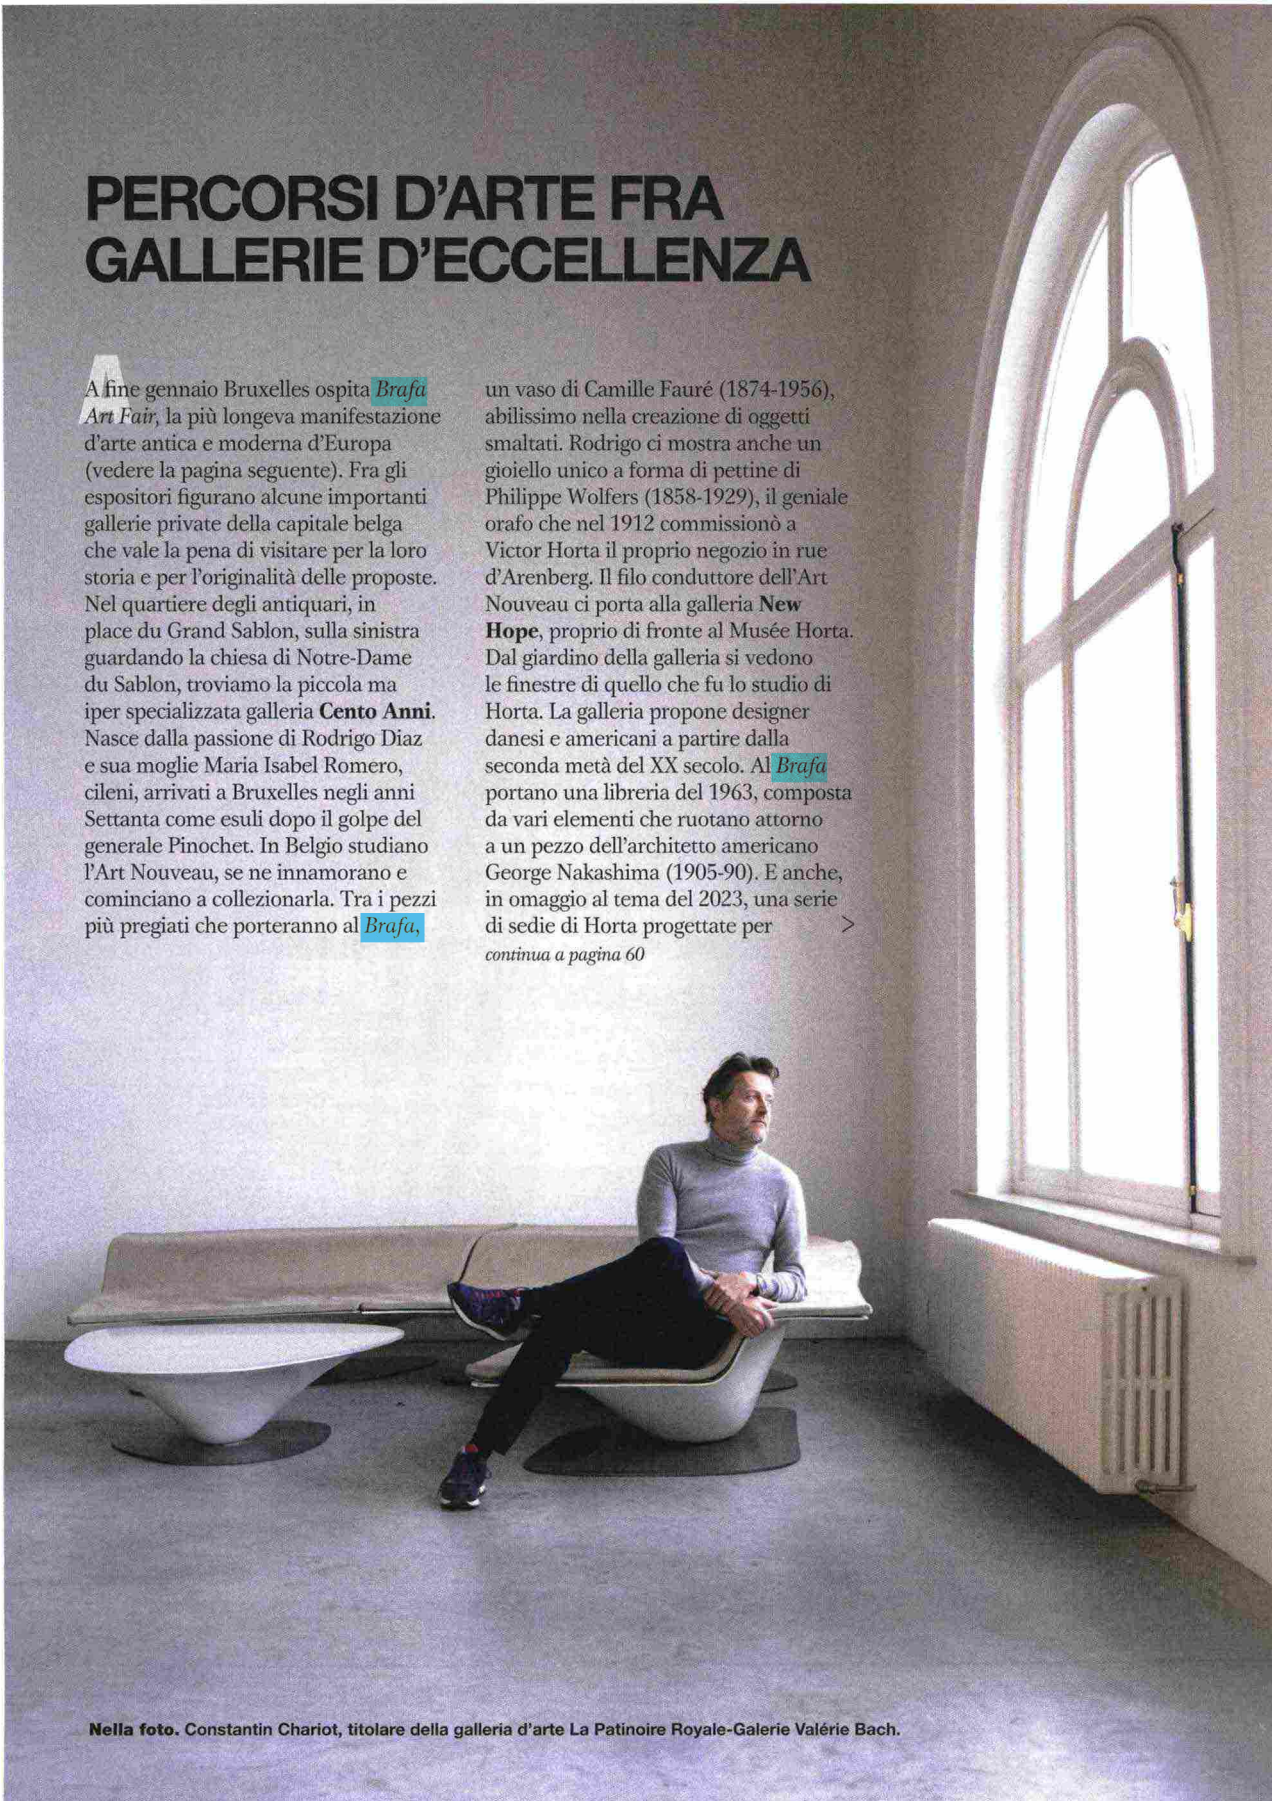 PERCORSI D'ARTE FRA
GALLERIE D'ECCELLENZA
A fine gennaio Bruxelles ospita Brafa
Art Fair, la più longeva manifestazione
d'arte antica e moderna d'Europa
(vedere la pagina seguente). Fra gli
espositori figurano alcune importanti
gallerie private della capitale belga
che vale la pena di visitare per la loro
storia e per l'originalità delle proposte.
Nel quartiere degli antiquari, in
place du Grand Sablon, sulla sinistra
guardando la chiesa di Notre-Dame
du Sablon, troviamo la piccola ma
iper specializzata galleria Cento Anni.
Nasce dalla passione di Rodrigo Diaz
e sua moglie Maria Isabel Romero,
cileni, arrivati a Bruxelles negli anni
Settanta come esuli dopo il golpe del
generale Pinochet. In Belgio studiano
l'Art Nouveau, se ne innamorano e
cominciano a collezionarla. Tra i pezzi
più pregiati che porteranno al Brafa,
un vaso di Camille Fauré (1874-1956),
abilissimo nella creazione di oggetti
smaltati. Rodrigo ci mostra anche un
gioiello unico a forma di pettine di
Philippe Wolfers (1858-1929), il geniale
orafo che nel 1912 commissionò a
Victor Horta il proprio negozio in rue
d'Arenberg. Il filo conduttore dell'Art
Nouveau ci porta alla galleria New
Hope, proprio di fronte al Musée Horta.
Dal giardino della galleria si vedono
le finestre di quello che fu lo studio di
Horta. La galleria propone designer
danesi e americani a partire dalla
seconda metà del XX secolo. Al Brafa
portano una libreria del 1963, composta
da vari elementi che ruotano attorno
a un pezzo dell'architetto americano
George Nakashima (1905-90). E anche,
in omaggio al tema del 2023, una serie
di sedie di Horta progettate per >
continua a pagina 60
Nella foto. Constantin Chariot, titolare della galleria d'arte La Patinoire Royale-Galerie Valérie Bach.